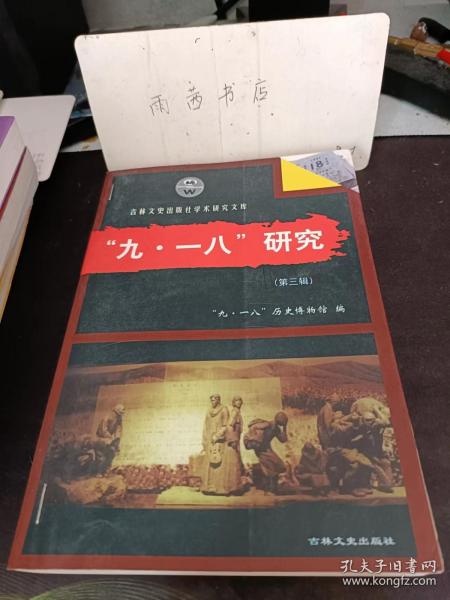 雨茜书店
18
吉林文史出版社学术研究文库
“九·一八”研究
（第三辑）
“九·一八”历史博物馆 编
吉林文史出版社
孔夫子旧书网
www.kongfz.com